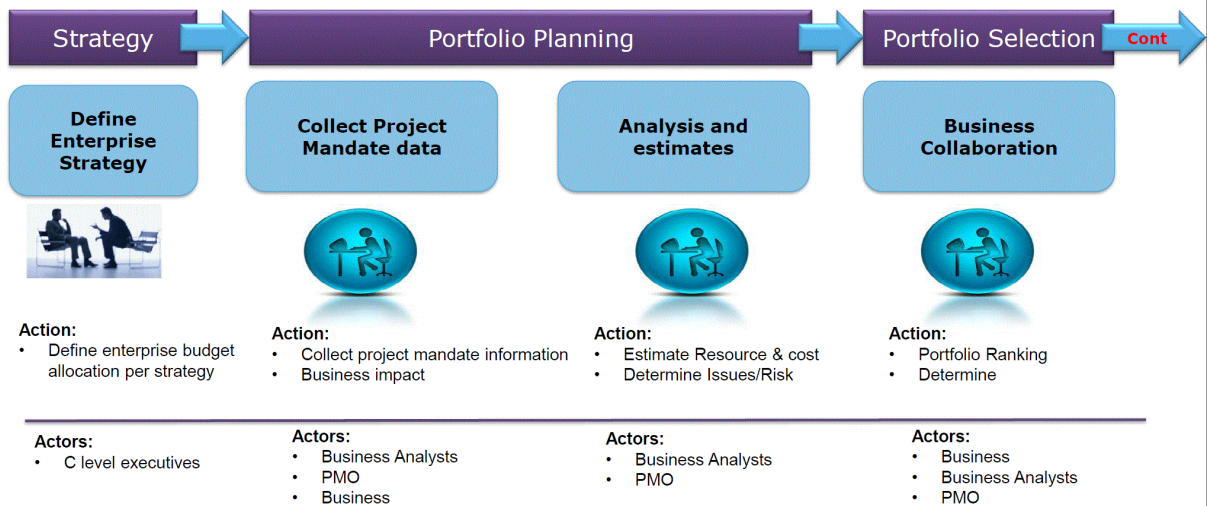 Strategy
Portfolio Planning
Portfolio Selection
Cont
Define
Enterprise
Strategy
Collect Project
Mandate data
Analysis and
estimates
Business
Collaboration
Action:
• Define enterprise budget
allocation per strategy
Action:
• Collect project mandate information
• Business impact
Action:
• Estimate Resource & cost
• Determine Issues/Risk
Action:
• Portfolio Ranking
• Determine
Actors:
• C level executives
Actors:
• Business Analysts
• PMO
• Business
Actors:
• Business Analysts
• PMO
Actors:
• Business
• Business Analysts
• PMO